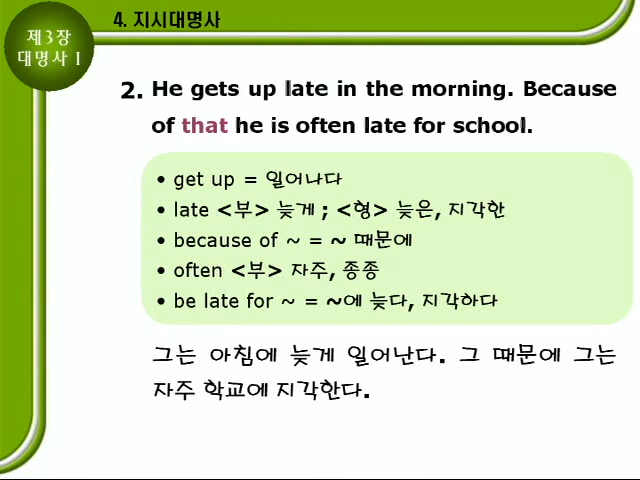 4. 지시대명사
제3장
대명사 I
2. He gets up late in the morning. Because
of that he is often late for school.
• get up = 일어나다
• late <부> 늦게 ; <형> 늦은, 지각한
• because of ~ = ~ 때문에
• often <부> 자주, 종종
• be late for ~ = ~에 늦다, 지각하다
그는 아침에 늦게 일어난다. 그 때문에 그는
자주 학교에 지각한다.